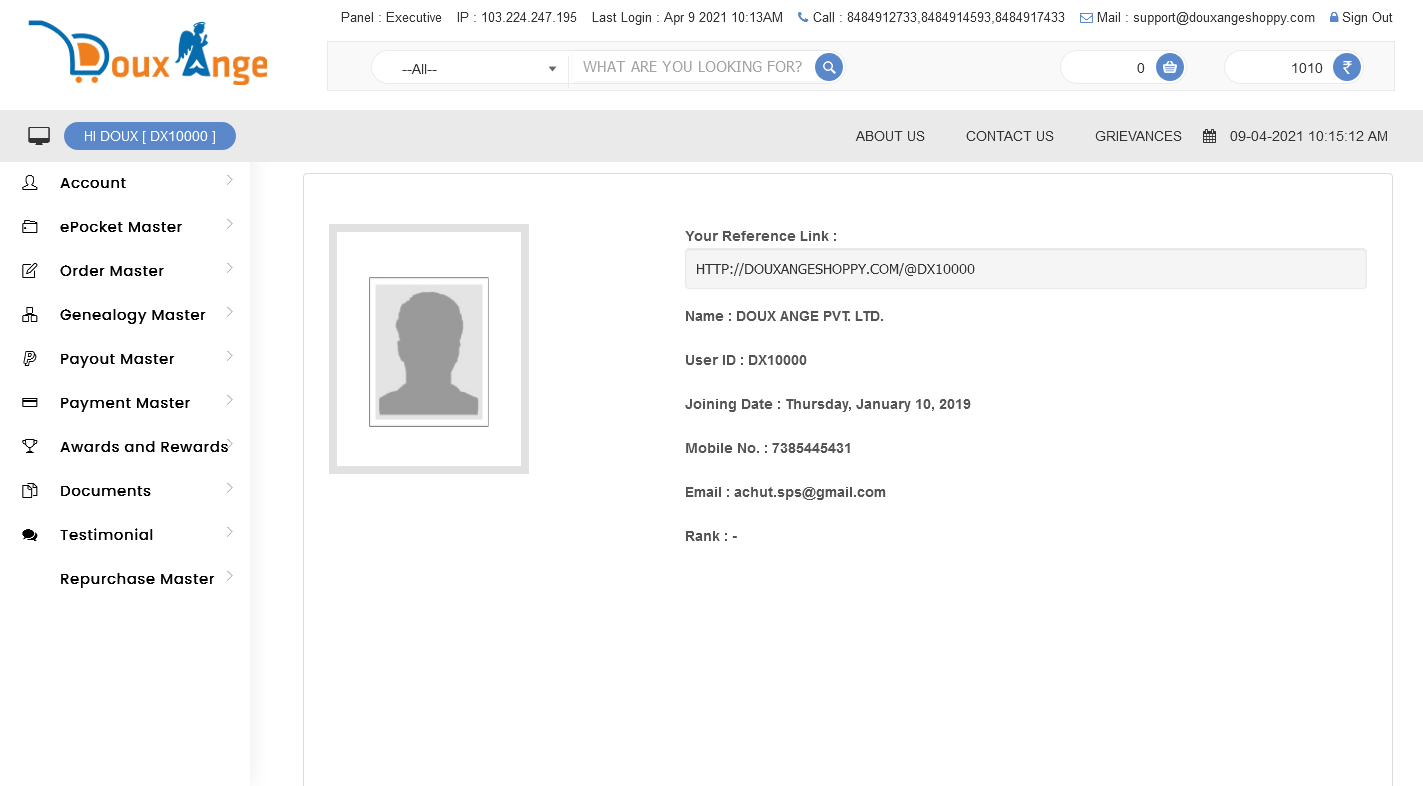 Panel : Executive IP : 103.224.247.195 Last Login : Apr 9 2021 10:13AM Call : 8484912733,8484914593,8484917433 Mail : support@douxangeshoppy.com Sign Out
Doux Ange
--All-- WHAT ARE YOU LOOKING FOR? 0 1010 ₹
HI DOUX [ DX10000 ] ABOUT US CONTACT US GRIEVANCES 09-04-2021 10:15:12 AM
Account
ePocket Master
Order Master
Genealogy Master
Payout Master
Payment Master
Awards and Rewards
Documents
Testimonial
Repurchase Master
Your Reference Link :
HTTP://DOUXANGESHOPPY.COM/@DX10000
Name : DOUX ANGE PVT. LTD.
User ID : DX10000
Joining Date : Thursday, January 10, 2019
Mobile No. : 7385445431
Email : achut.sps@gmail.com
Rank : -